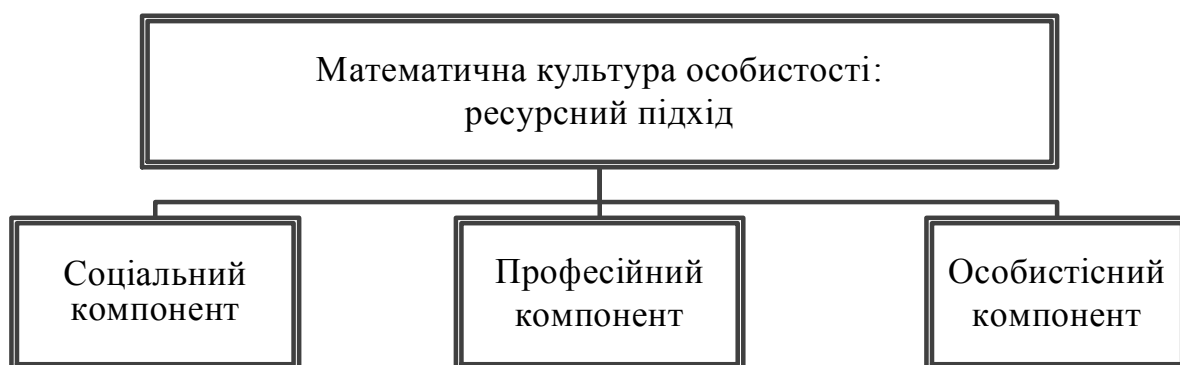 Математична культура особистості:
ресурсний підхід
Соціальний
компонент
Професійний
компонент
Особистісний
компонент